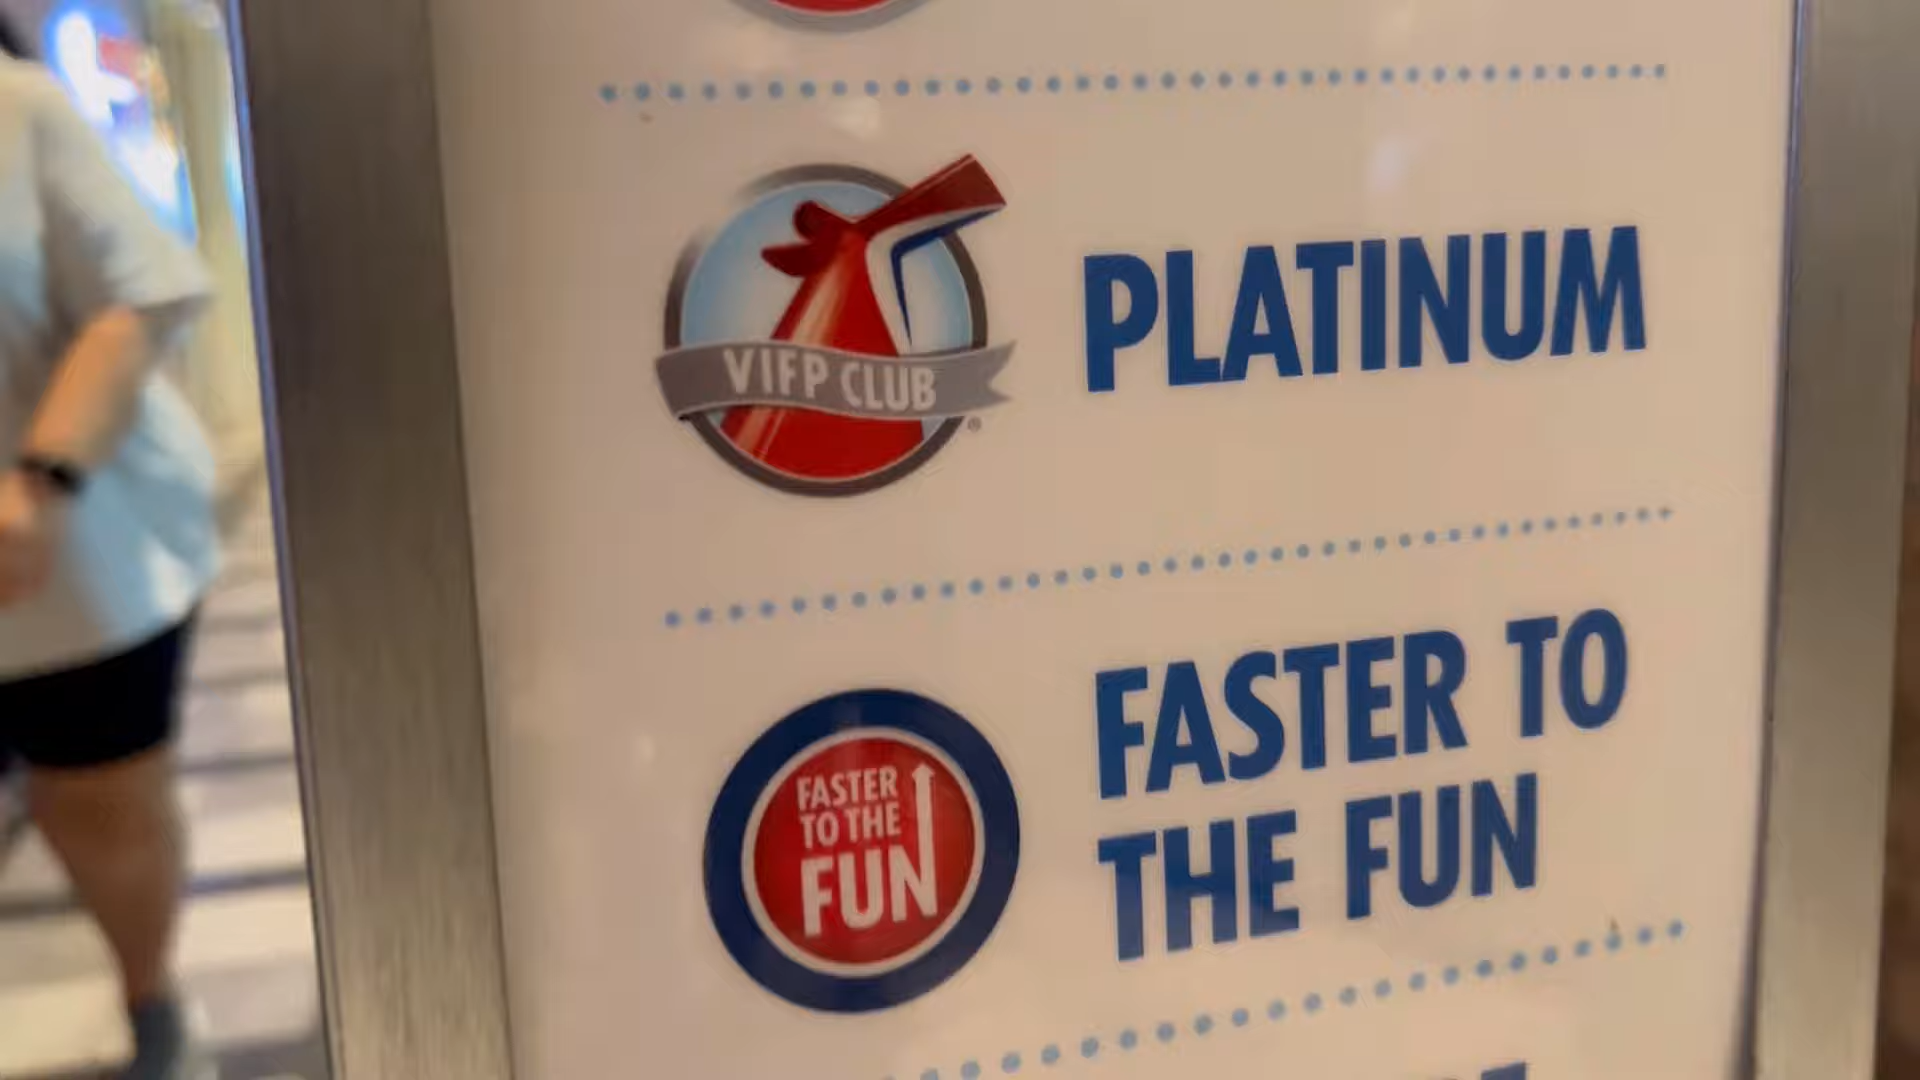 VIFP CLUB
®
PLATINUM
FASTER
TO THE
FUN
FASTER TO
THE FUN